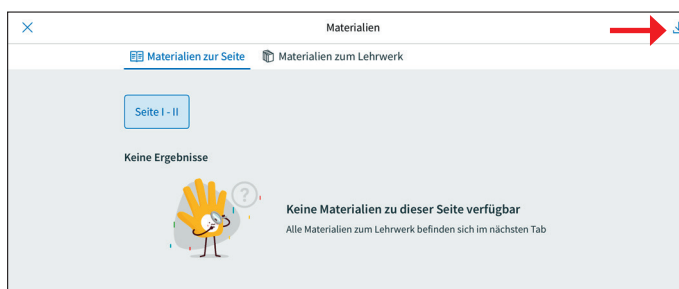 Materialien
Materialien zur Seite Materialien zum Lehrwerk
Seite I - II
Keine Ergebnisse
?
Keine Materialien zu dieser Seite verfügbar
Alle Materialien zum Lehrwerk befinden sich im nächsten Tab